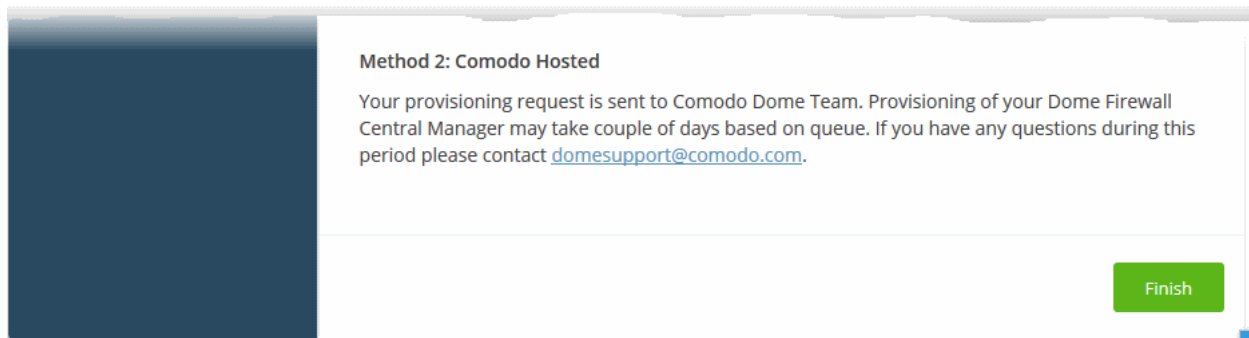 Method 2: Comodo Hosted
Your provisioning request is sent to Comodo Dome Team. Provisioning of your Dome Firewall
Central Manager may take couple of days based on queue. If you have any questions during this
period please contact domesupport@comodo.com.
Finish